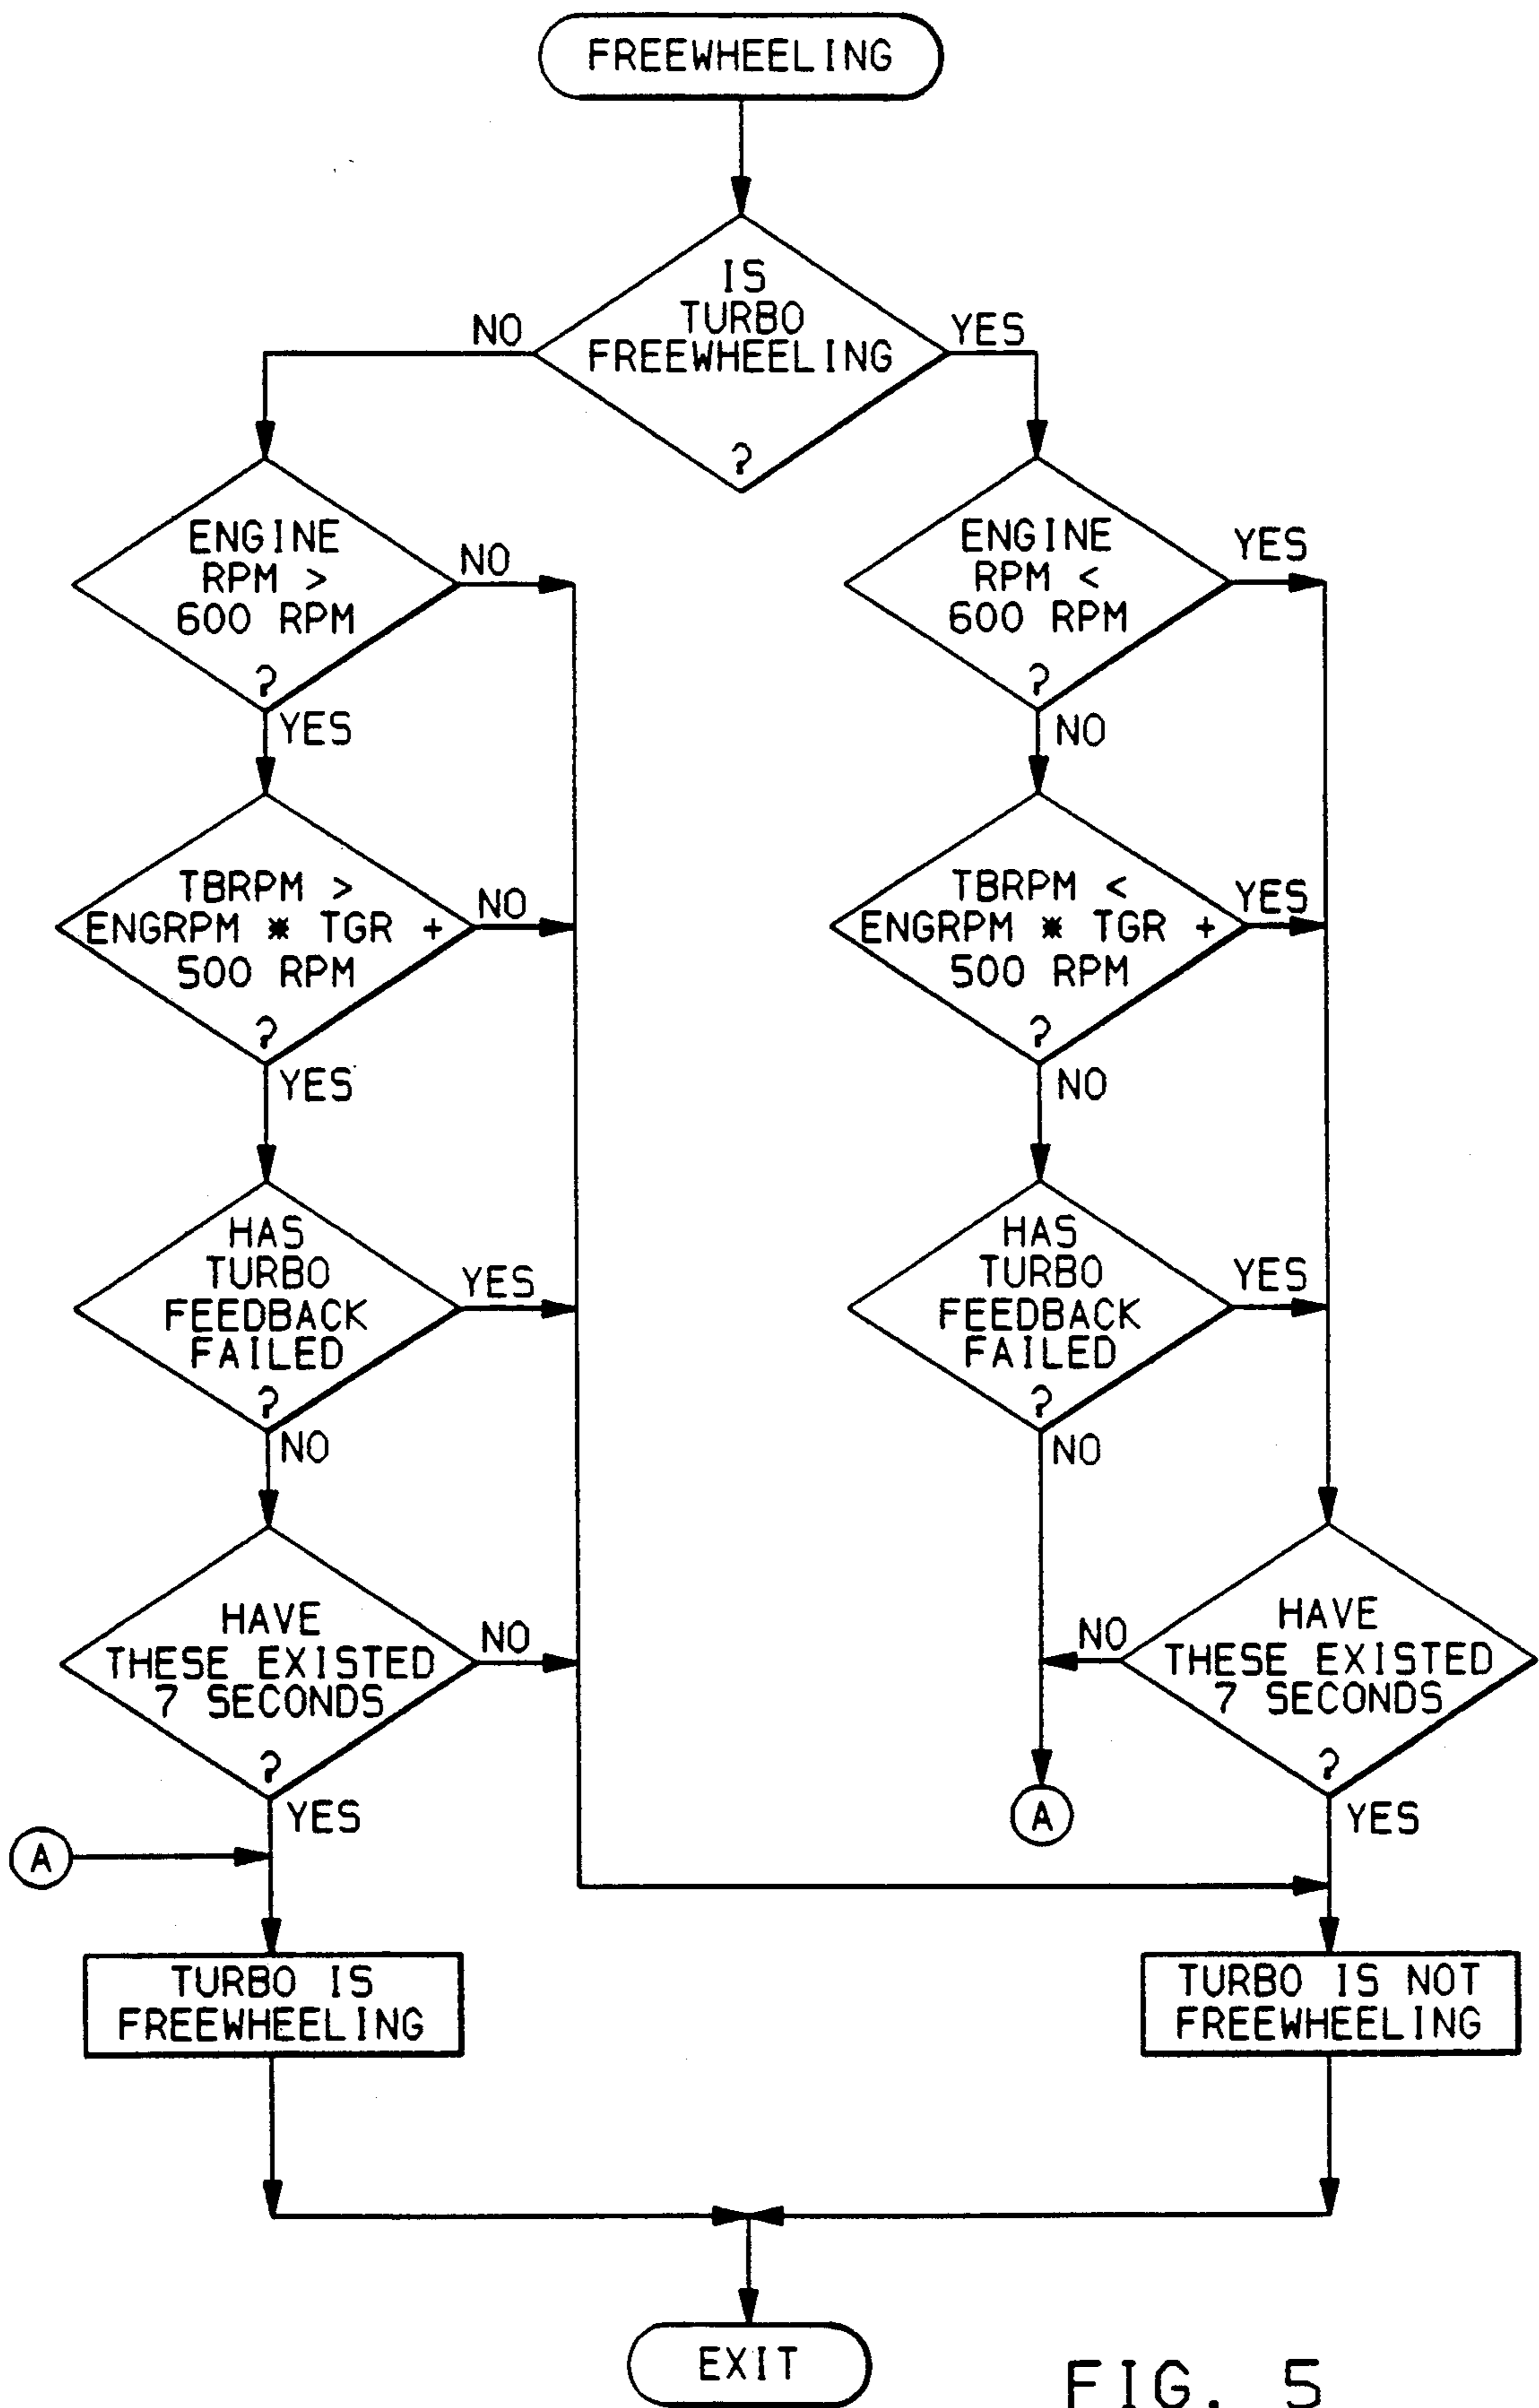 FREEWHEELING
IS
TURBO
FREEWHEELING
?
NO
YES
ENGINE
RPM >
600 RPM
?
NO
YES
TBRPM >
ENGRPM * TGR +
500 RPM
?
NO
YES
HAS
TURBO
FEEDBACK
FAILED
?
YES
NO
HAVE
THESE EXISTED
7 SECONDS
?
NO
YES
A
TURBO IS
FREEWHEELING
ENGINE
RPM <
600 RPM
?
YES
NO
TBRPM <
ENGRPM * TGR +
500 RPM
?
YES
NO
HAS
TURBO
FEEDBACK
FAILED
?
YES
NO
HAVE
THESE EXISTED
7 SECONDS
?
NO
YES
A
TURBO IS NOT
FREEWHEELING
EXIT
FIG. 5